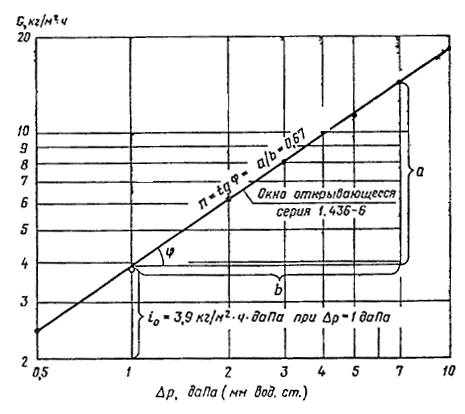 G, кг/м²·ч
20
10
9
8
7
6
5
4
3
2
n = tg φ = a/b = 0,67
Окно открывающееся
серия 1.436-6
a
φ
b
i₀ = 3,9 кг/м²·ч·даПа при Δp = 1 даПа
0,5 1 2 3 4 5 7 10
Δp, даПа (мм вод. ст.)